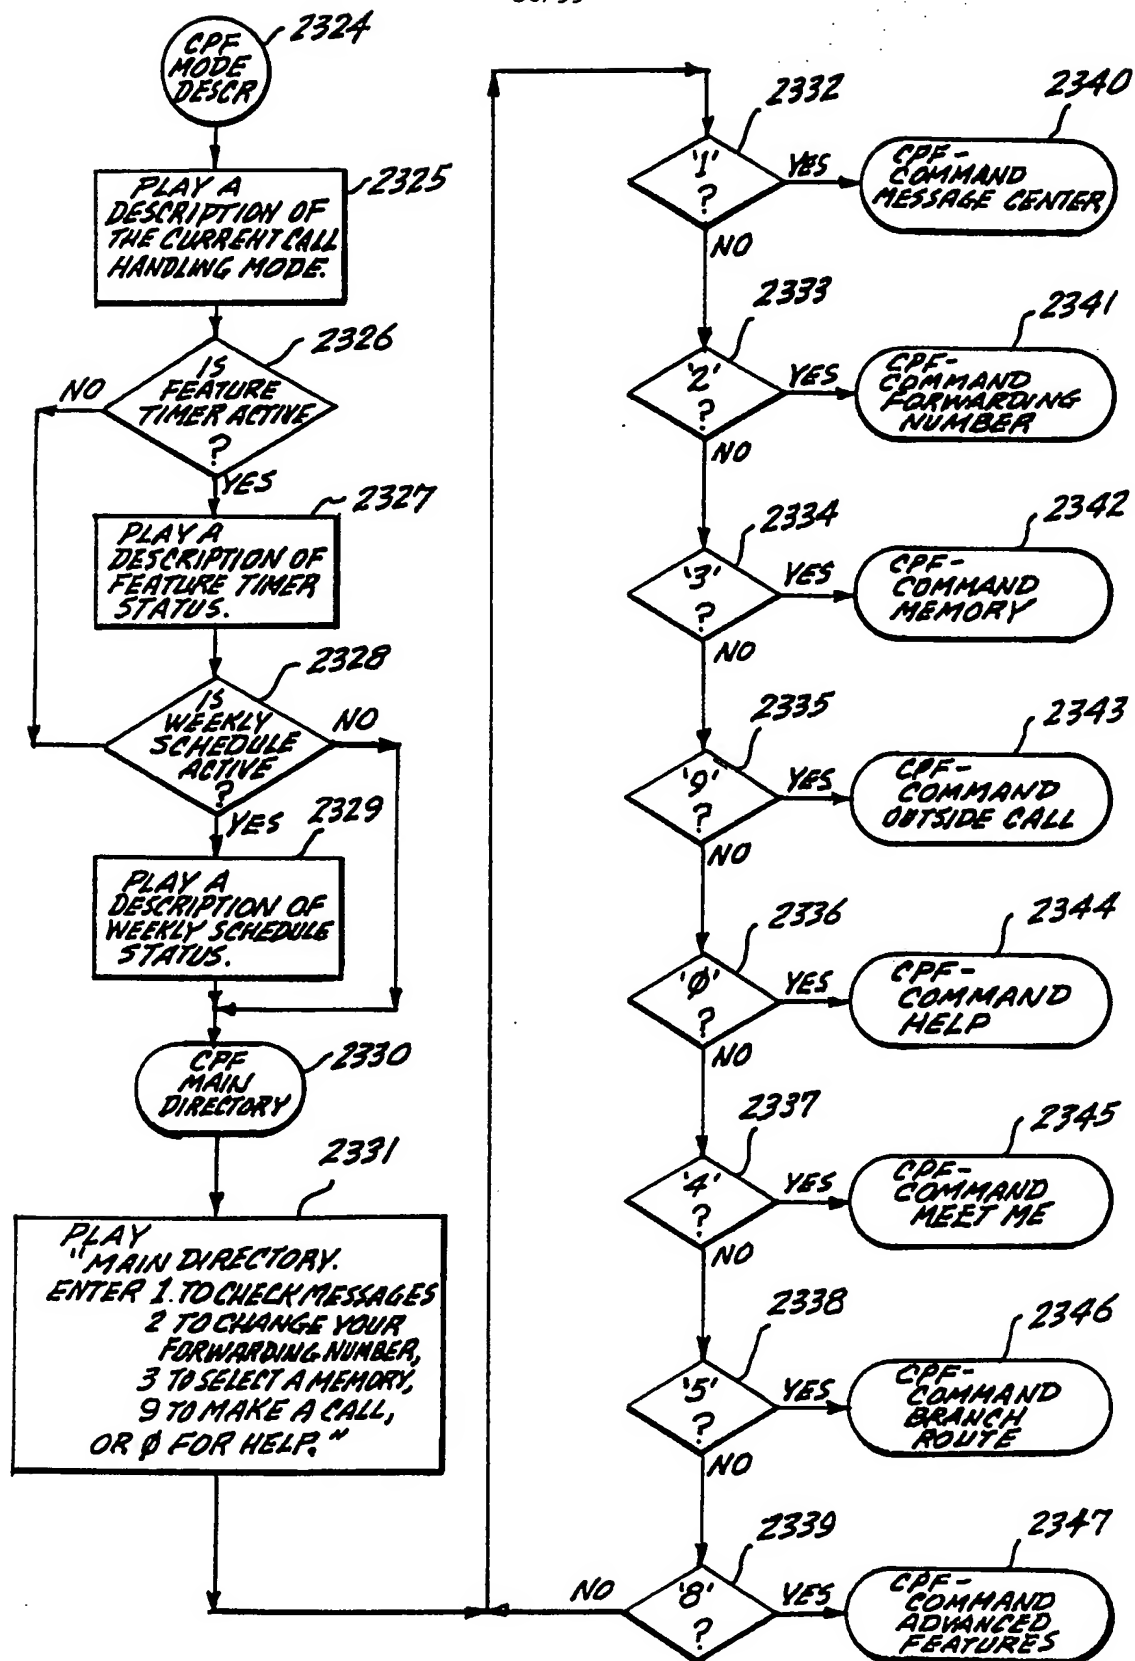 CPF
MODE
DESCR
2324
PLAY A
DESCRIPTION OF
THE CURRENT CALL
HANDLING MODE.
2325
IS
FEATURE
TIMER ACTIVE
?
2326
NO
YES
PLAY A
DESCRIPTION OF
FEATURE TIMER
STATUS.
2327
IS
WEEKLY
SCHEDULE
ACTIVE
?
2328
NO
YES
PLAY A
DESCRIPTION OF
WEEKLY SCHEDULE
STATUS.
2329
CPF
MAIN
DIRECTORY
2330
2331
PLAY
"MAIN DIRECTORY.
ENTER 1. TO CHECK MESSAGES
2 TO CHANGE YOUR
FORWARDING NUMBER,
3 TO SELECT A MEMORY,
9 TO MAKE A CALL,
OR Ø FOR HELP."
'1'
?
2332
YES
NO
CPF-
COMMAND
MESSAGE CENTER
2340
'2'
?
2333
YES
NO
CPF-
COMMAND
FORWARDING
NUMBER
2341
'3'
?
2334
YES
NO
CPF-
COMMAND
MEMORY
2342
'9'
?
2335
YES
NO
CPF-
COMMAND
OUTSIDE CALL
2343
'Ø'
?
2336
YES
NO
CPF-
COMMAND
HELP
2344
'4'
?
2337
YES
NO
CPF-
COMMAND
MEET ME
2345
'5'
?
2338
YES
NO
CPF-
COMMAND
BRANCH
ROUTE
2346
'8'
?
2339
YES
NO
CPF-
COMMAND
ADVANCED
FEATURES
2347